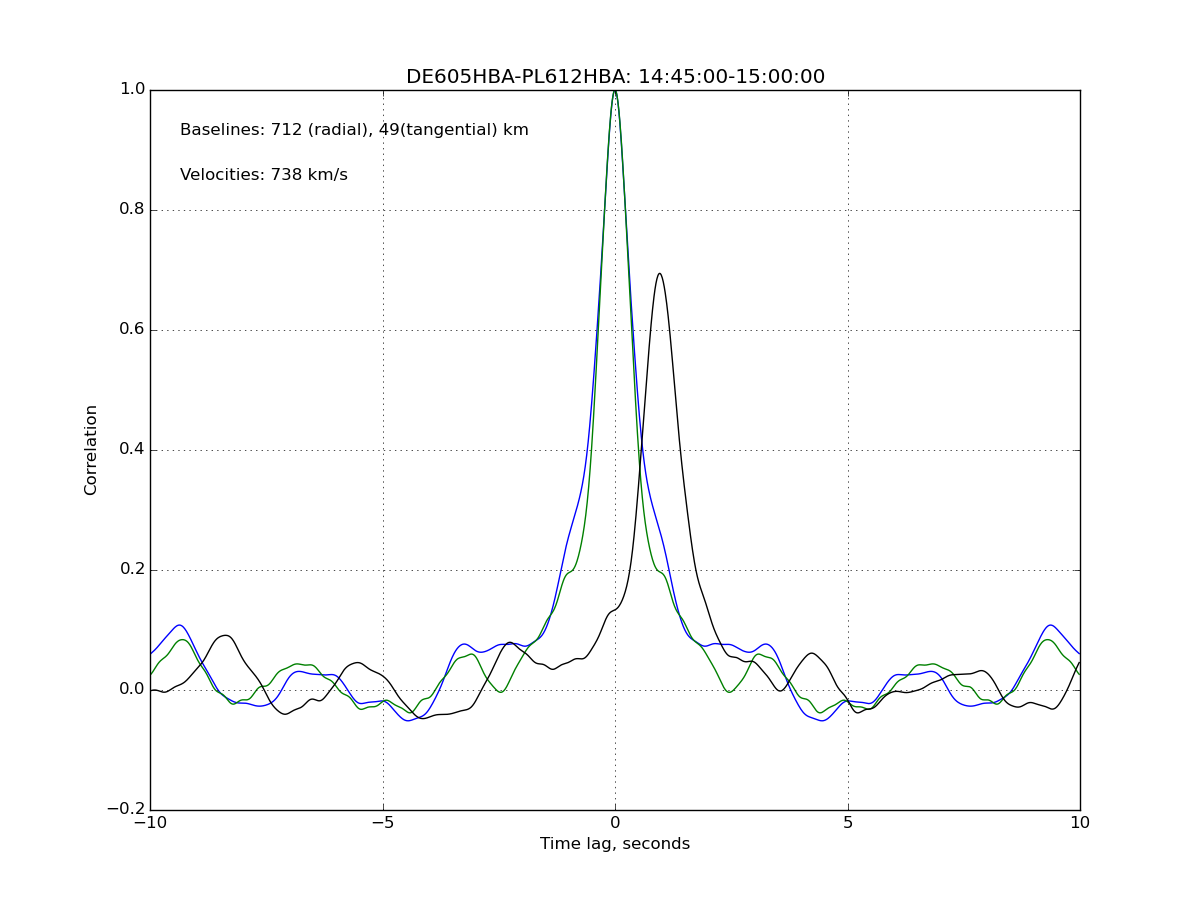 DE605HBA-PL612HBA: 14:45:00-15:00:00
Baselines: 712 (radial), 49(tangential) km
Velocities: 738 km/s
1.0
0.8
0.6
0.4
0.2
0.0
−0.2
Correlation
−10 −5 0 5 10
Time lag, seconds